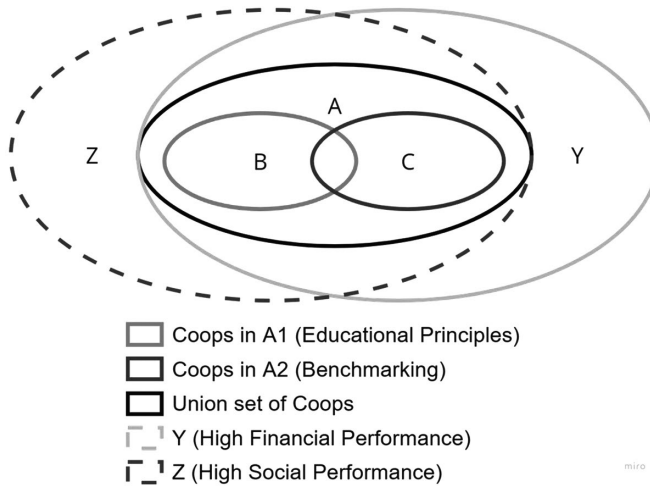 A
Z
B
C
Y
Coops in A1 (Educational Principles)
Coops in A2 (Benchmarking)
Union set of Coops
Y (High Financial Performance)
Z (High Social Performance)
miro